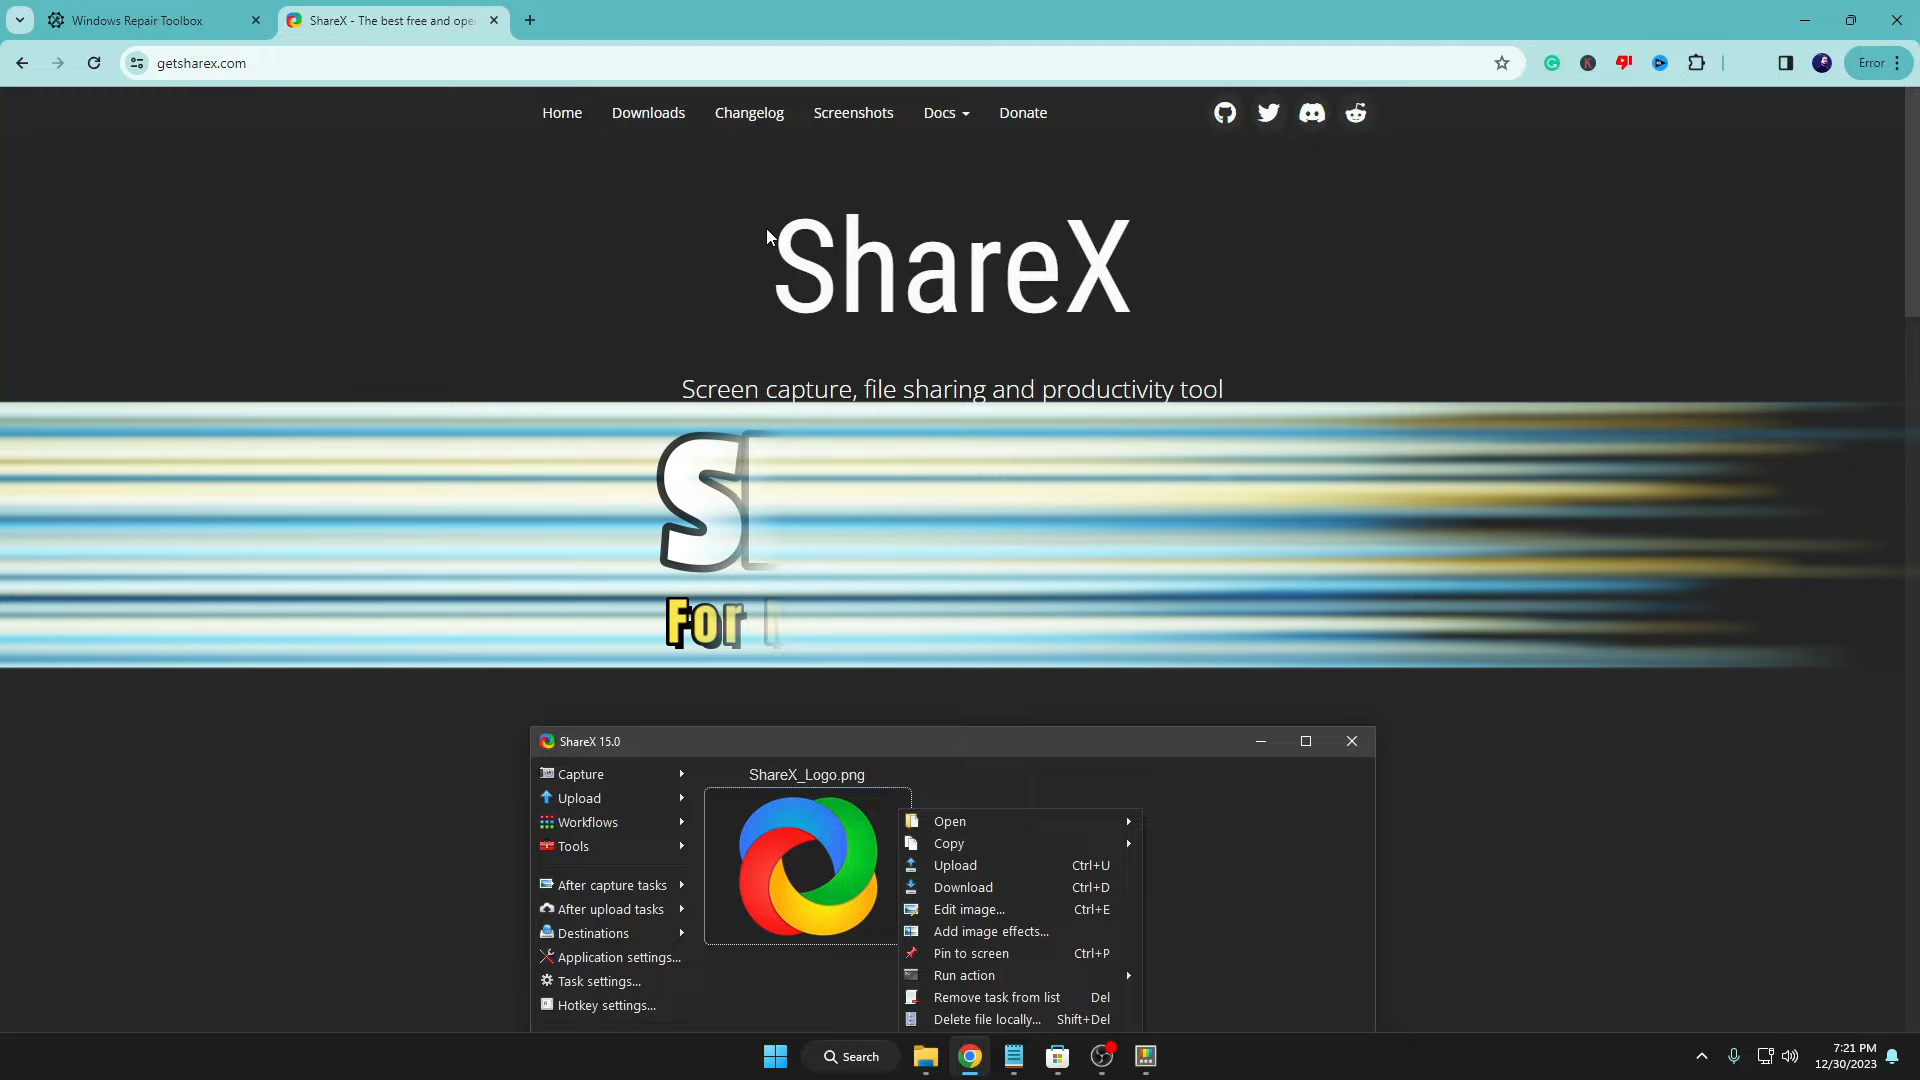 Windows Repair Toolbox
ShareX - The best free and ope
getsharex.com
Error
Home Downloads Changelog Screenshots Docs Donate
ShareX
Screen capture, file sharing and productivity tool
S
For
ShareX 15.0
Capture
Upload
Workflows
Tools
After capture tasks
After upload tasks
Destinations
Application settings...
Task settings...
Hotkey settings...
ShareX_Logo.png
Open
Copy
Upload Ctrl+U
Download Ctrl+D
Edit image... Ctrl+E
Add image effects...
Pin to screen Ctrl+P
Run action
Remove task from list Del
Delete file locally... Shift+Del
Search
7:21 PM
12/30/2023